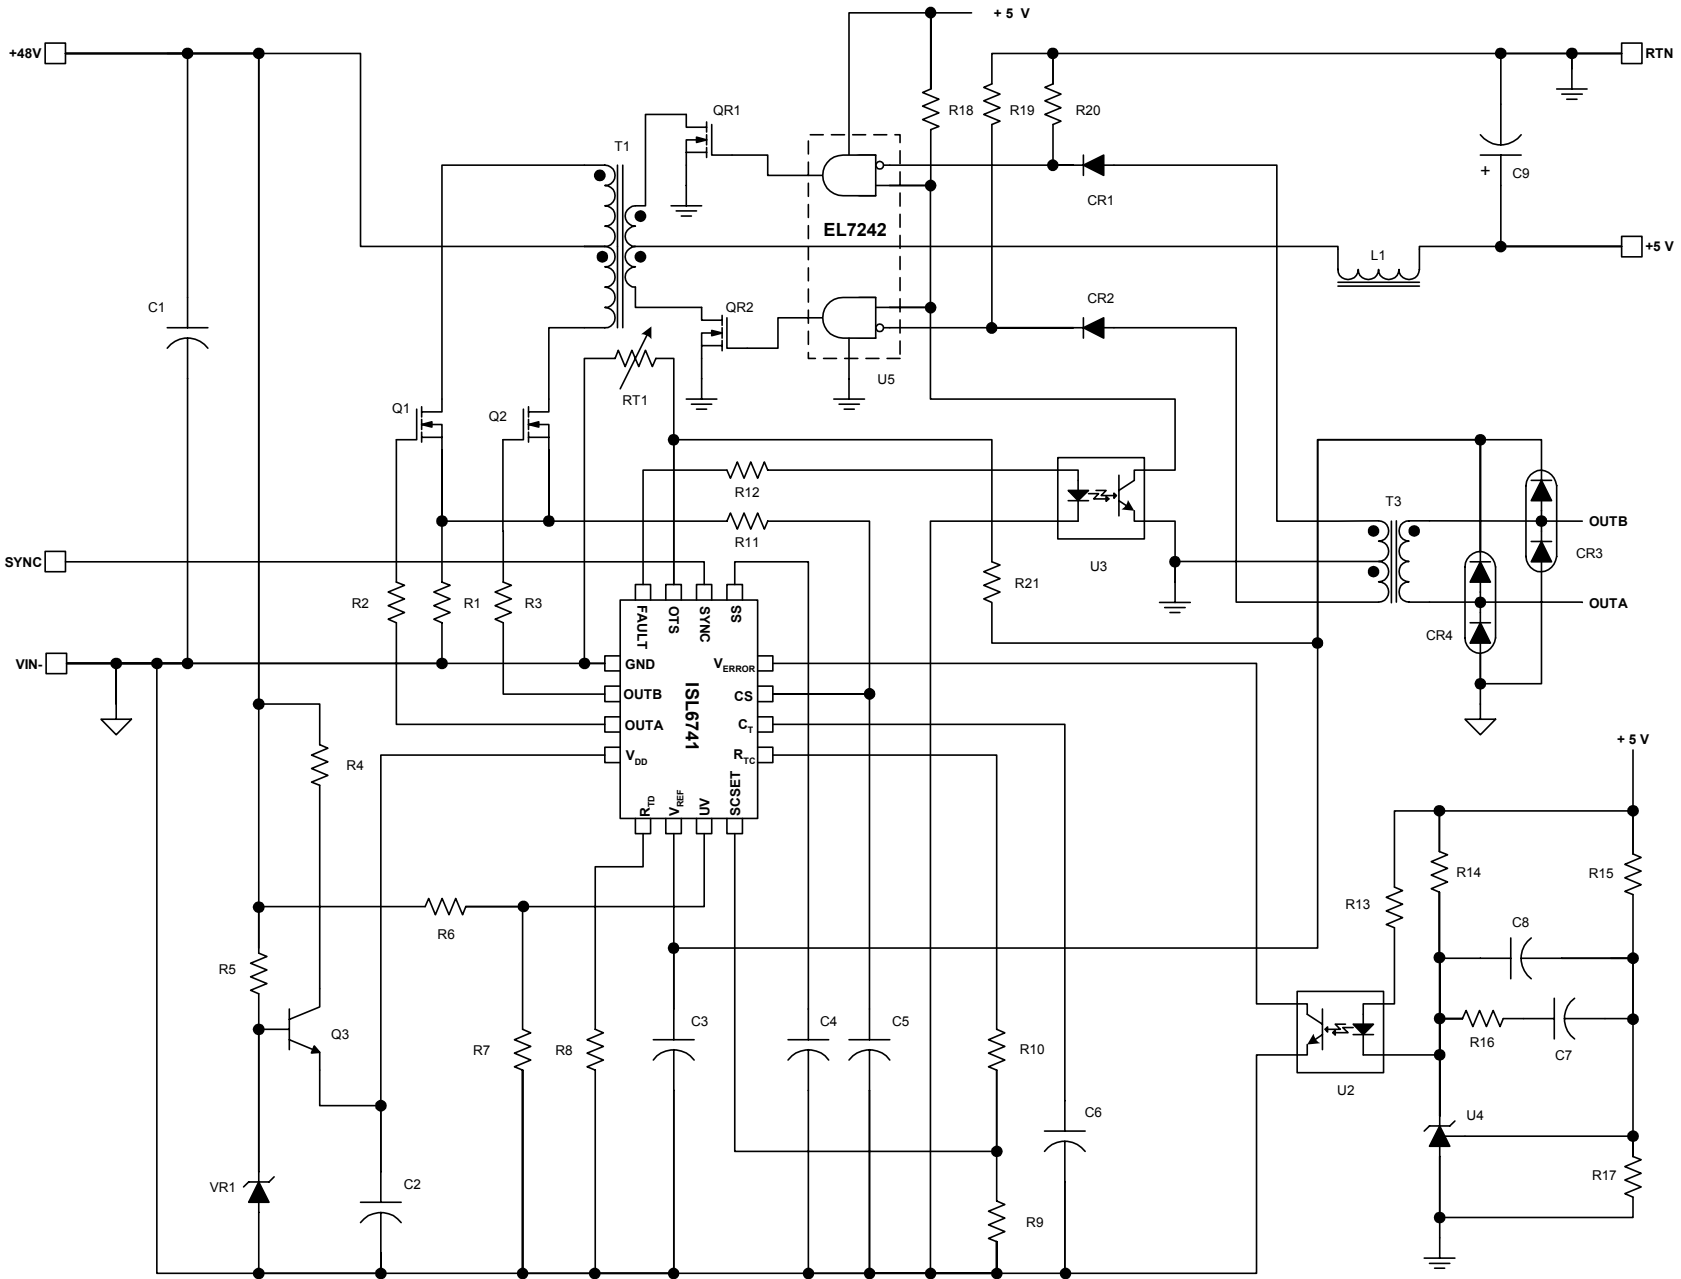 + 5 V
+48V
RTN
QR1
R18
R19
R20
T1
+
C9
CR1
EL7242
+5 V
L1
C1
QR2
CR2
U5
RT1
Q1
Q2
R12
T3
OUTB
R11
CR3
U3
SYNC
R21
R2
R1
R3
FAULT
OTS
SYNC
SS
OUTA
CR4
VIN-
GND
VERROR
OUTB
CS
ISL6741
OUTA
CT
VDD
RTC
R4
+ 5 V
RTD
VREF
UV
SCSET
R14
R15
R13
R6
C8
R5
Q3
C3
C4
C5
R7
R8
R10
R16
C7
U2
C6
U4
VR1
C2
R17
R9